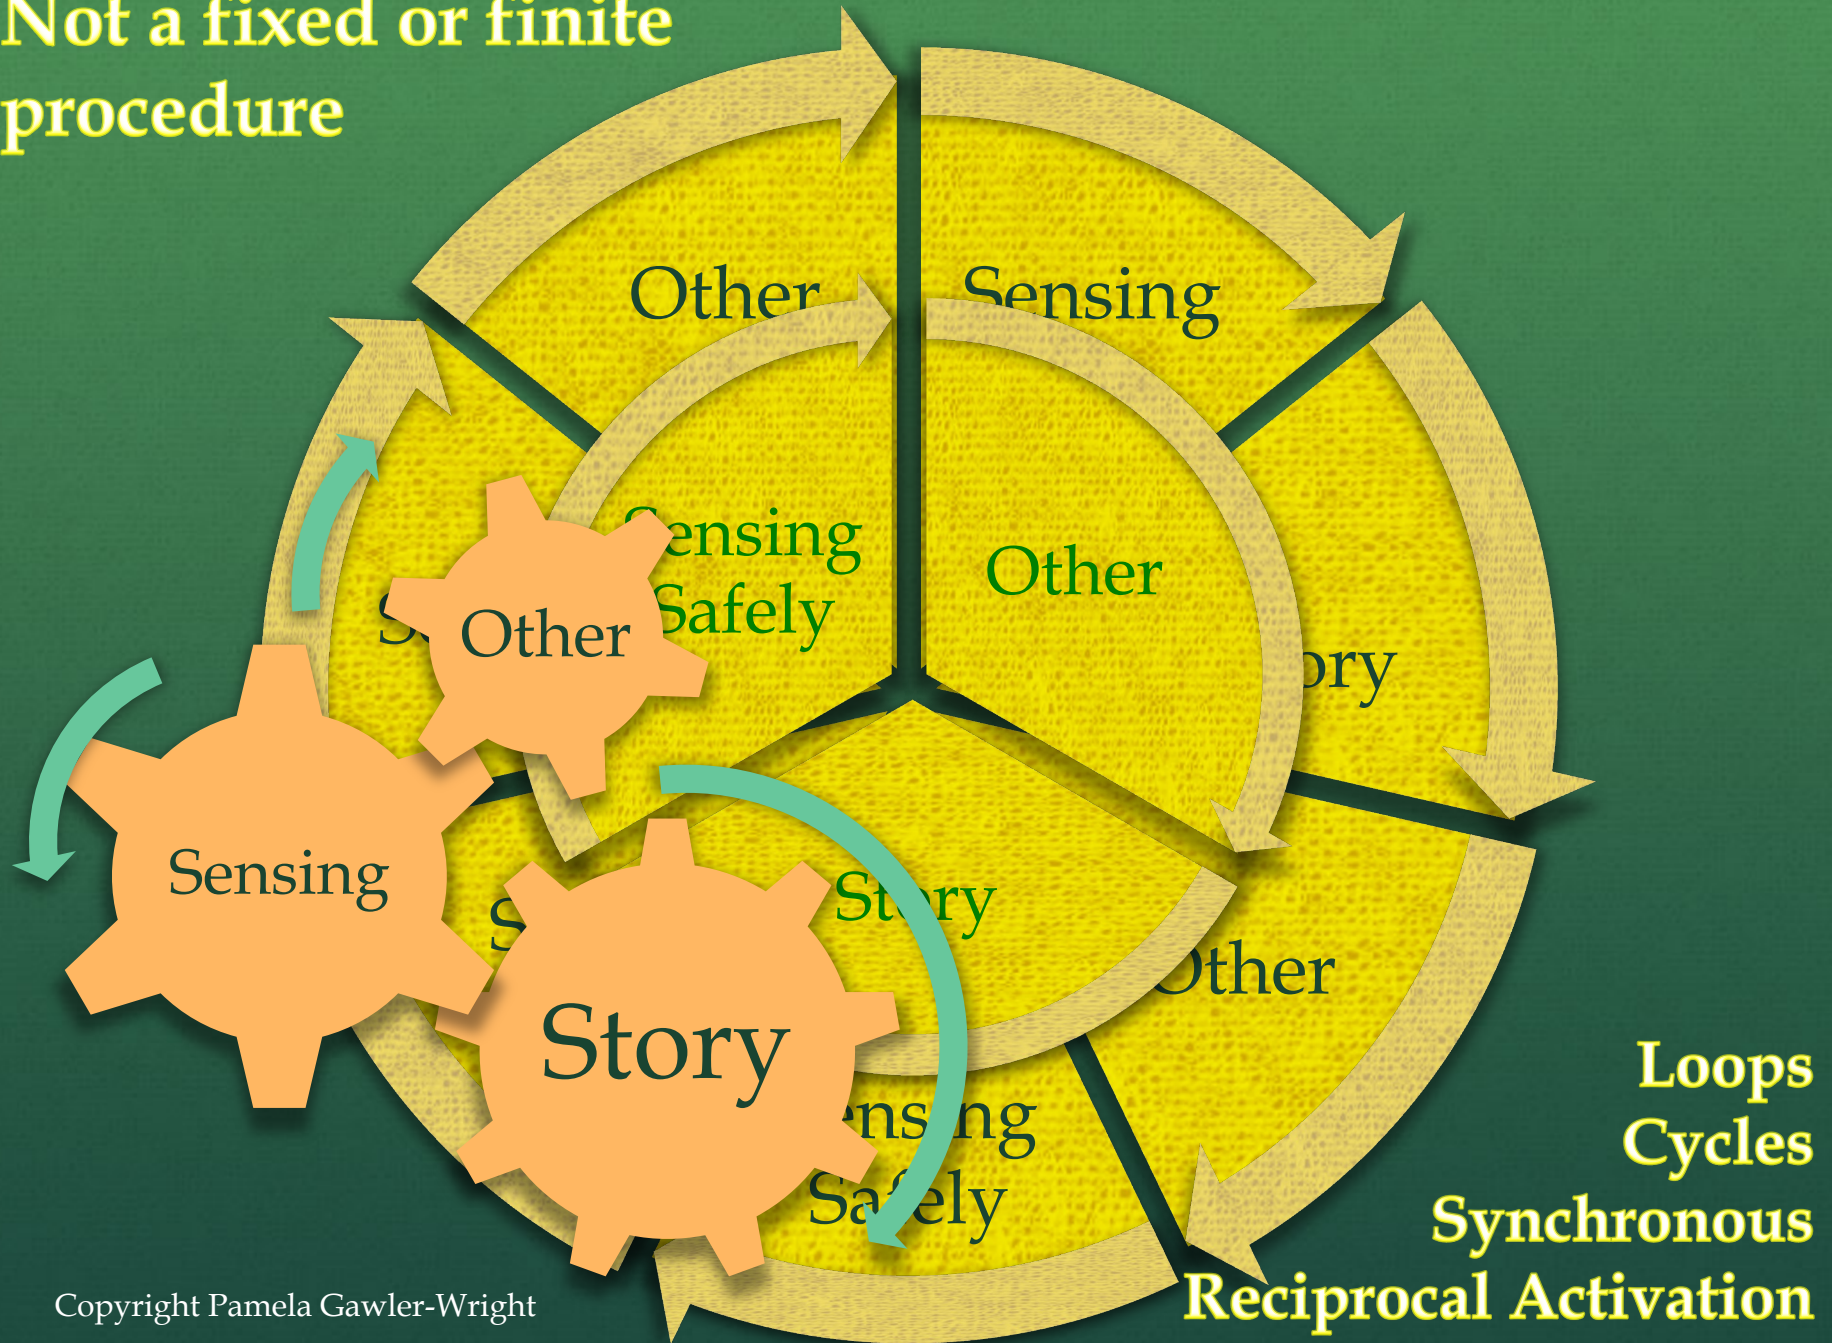 Not a fixed or finite
procedure
Other
Sensing
Sensing
Safely
Other
Other
Sensing
Story
Story
Other
Sensing
Safely
Loops
Cycles
Synchronous
Reciprocal Activation
Copyright Pamela Gawler-Wright